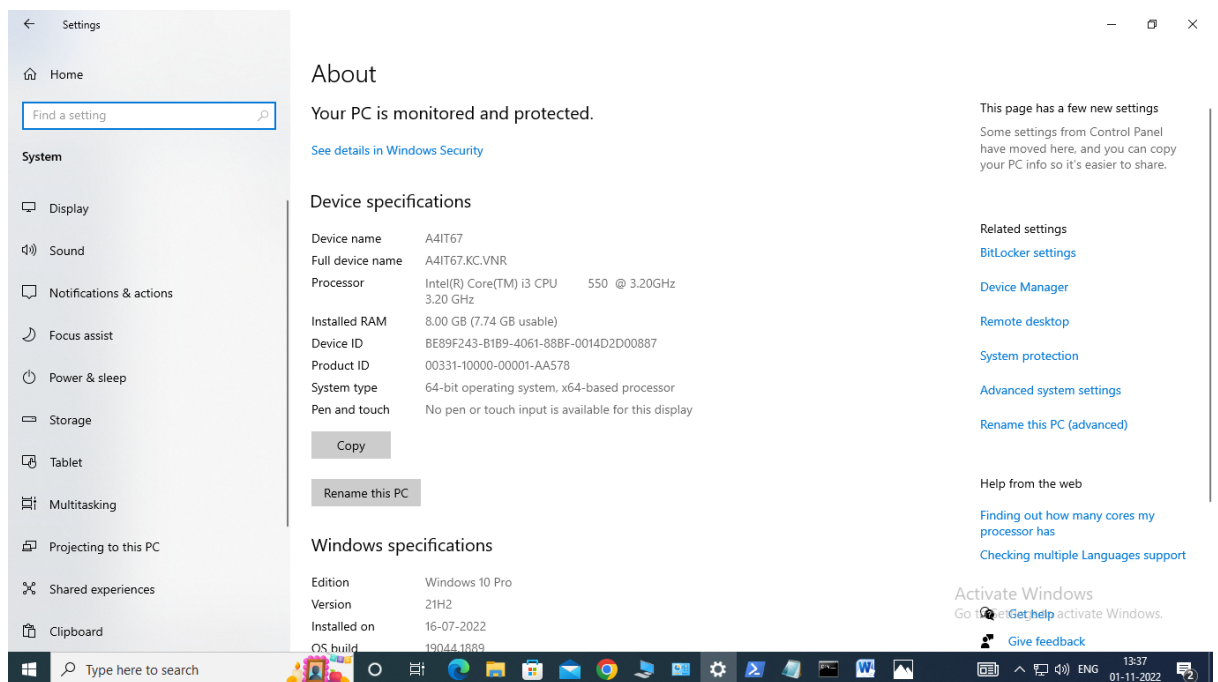 Settings
Home
Find a setting
System
Display
Sound
Notifications & actions
Focus assist
Power & sleep
Storage
Tablet
Multitasking
Projecting to this PC
Shared experiences
Clipboard
About
Your PC is monitored and protected.
See details in Windows Security
Device specifications
Device name A4IT67
Full device name A4IT67.KC.VNR
Processor Intel(R) Core(TM) i3 CPU 550 @ 3.20GHz
3.20 GHz
Installed RAM 8.00 GB (7.74 GB usable)
Device ID BE89F243-B1B9-4061-88BF-0014D2D00887
Product ID 00331-10000-00001-AA578
System type 64-bit operating system, x64-based processor
Pen and touch No pen or touch input is available for this display
Copy
Rename this PC
Windows specifications
Edition Windows 10 Pro
Version 21H2
Installed on 16-07-2022
OS build 19044.1889
This page has a few new settings
Some settings from Control Panel
have moved here, and you can copy
your PC info so it's easier to share.
Related settings
BitLocker settings
Device Manager
Remote desktop
System protection
Advanced system settings
Rename this PC (advanced)
Help from the web
Finding out how many cores my
processor has
Checking multiple Languages support
Activate Windows
Go to Settings to activate Windows.
Get help
Give feedback
Type here to search
ENG
13:37
01-11-2022
2